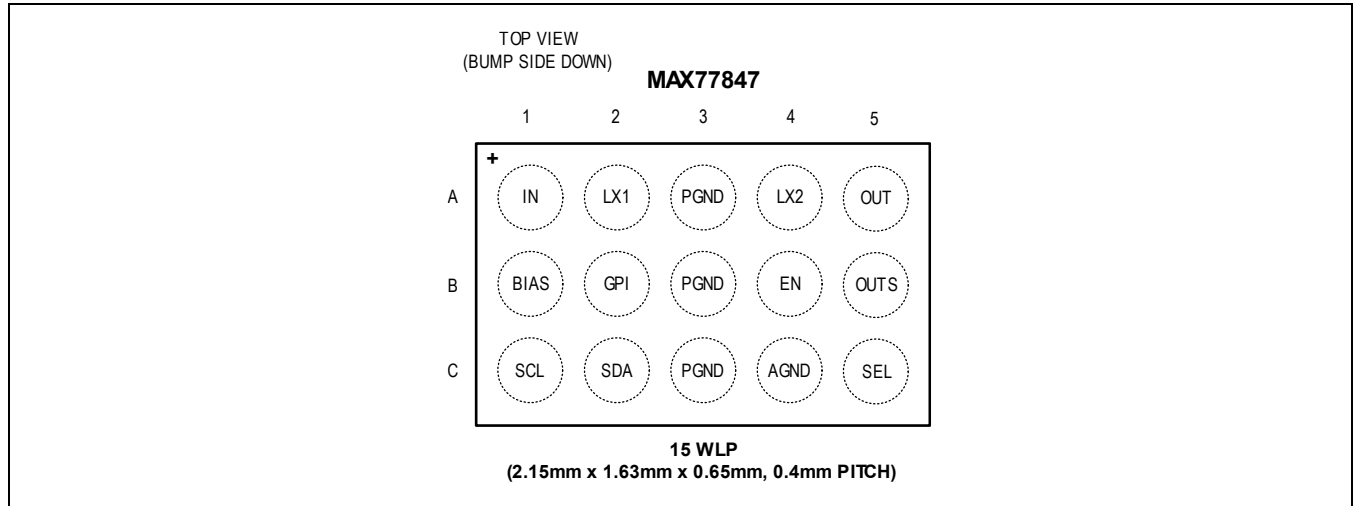 TOP VIEW
(BUMP SIDE DOWN)
MAX77847
1 2 3 4 5
+
A IN LX1 PGND LX2 OUT
B BIAS GPI PGND EN OUTS
C SCL SDA PGND AGND SEL
15 WLP
(2.15mm x 1.63mm x 0.65mm, 0.4mm PITCH)